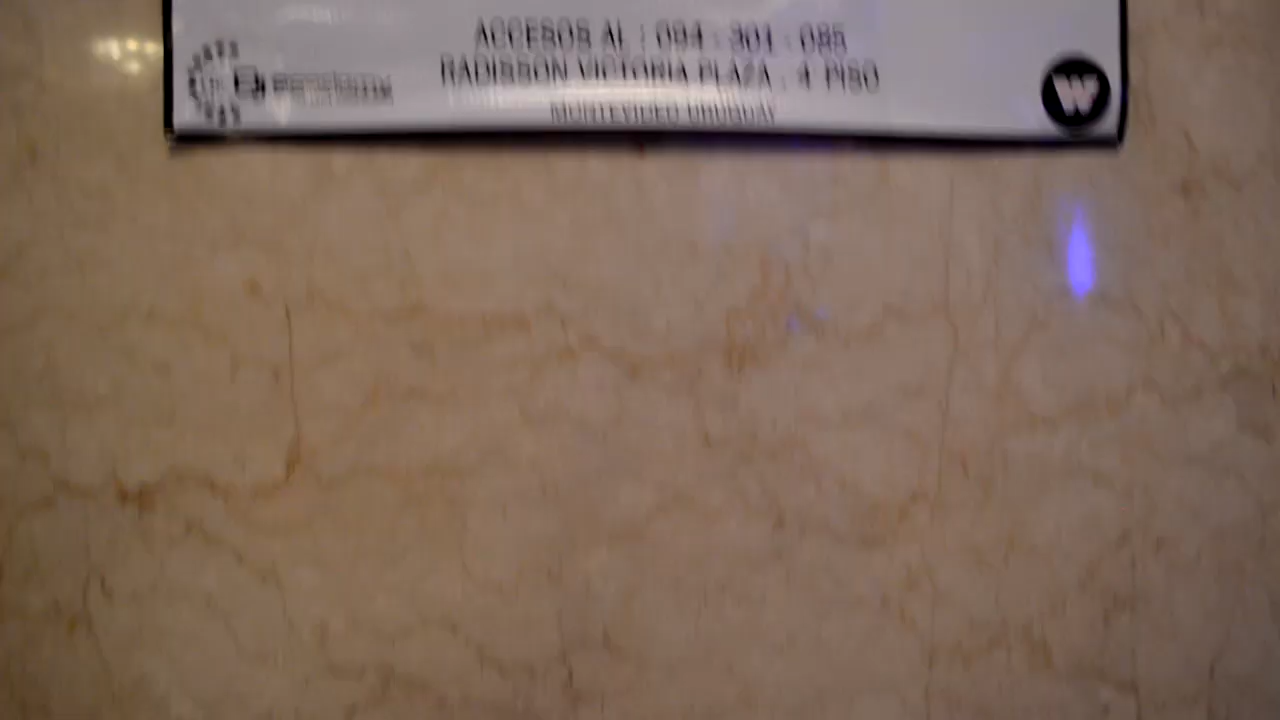 ACCESOS AL : 094 - 301 - 085
RADISSON VICTORIA PLAZA . 4 PISO
MONTEVIDEO URUGUAY
W